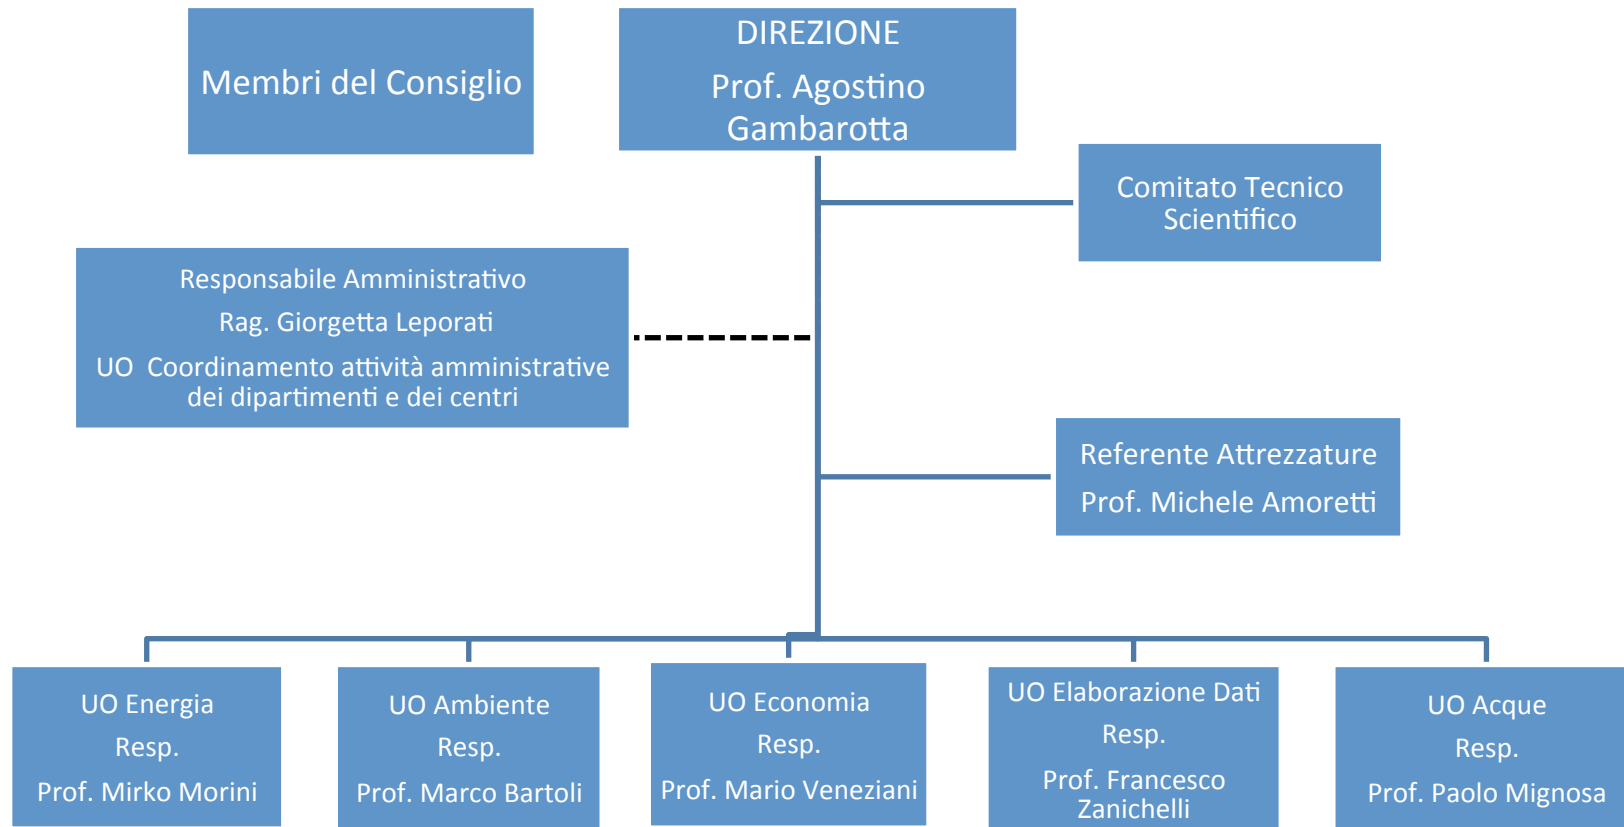 Membri del Consiglio
DIREZIONE
Prof. Agostino
Gambarotta
Comitato Tecnico
Scientifico
Responsabile Amministrativo
Rag. Giorgetta Leporati
UO  Coordinamento attività amministrative
dei dipartimenti e dei centri
Referente Attrezzature
Prof. Michele Amoretti
UO Energia
Resp.
Prof. Mirko Morini
UO Ambiente
Resp.
Prof. Marco Bartoli
UO Economia
Resp.
Prof. Mario Veneziani
UO Elaborazione Dati
Resp.
Prof. Francesco
Zanichelli
UO Acque
Resp.
Prof. Paolo Mignosa